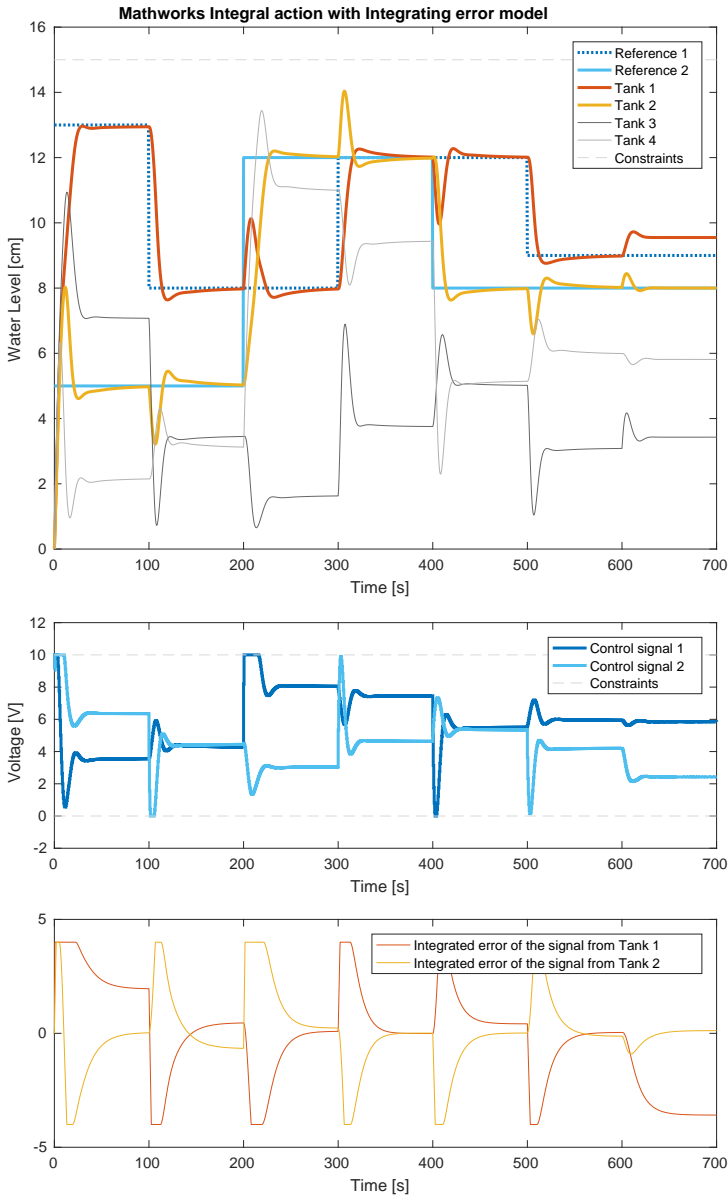 Mathworks Integral action with Integrating error model
16
14
12
10
8
6
4
2
0
Water Level [cm]
Reference 1
Reference 2
Tank 1
Tank 2
Tank 3
Tank 4
Constraints
0 100 200 300 400 500 600 700
Time [s]
12
10
8
6
4
2
0
-2
Voltage [V]
Control signal 1
Control signal 2
Constraints
0 100 200 300 400 500 600 700
Time [s]
5
0
-5
Integrated error of the signal from Tank 1
Integrated error of the signal from Tank 2
0 100 200 300 400 500 600 700
Time [s]